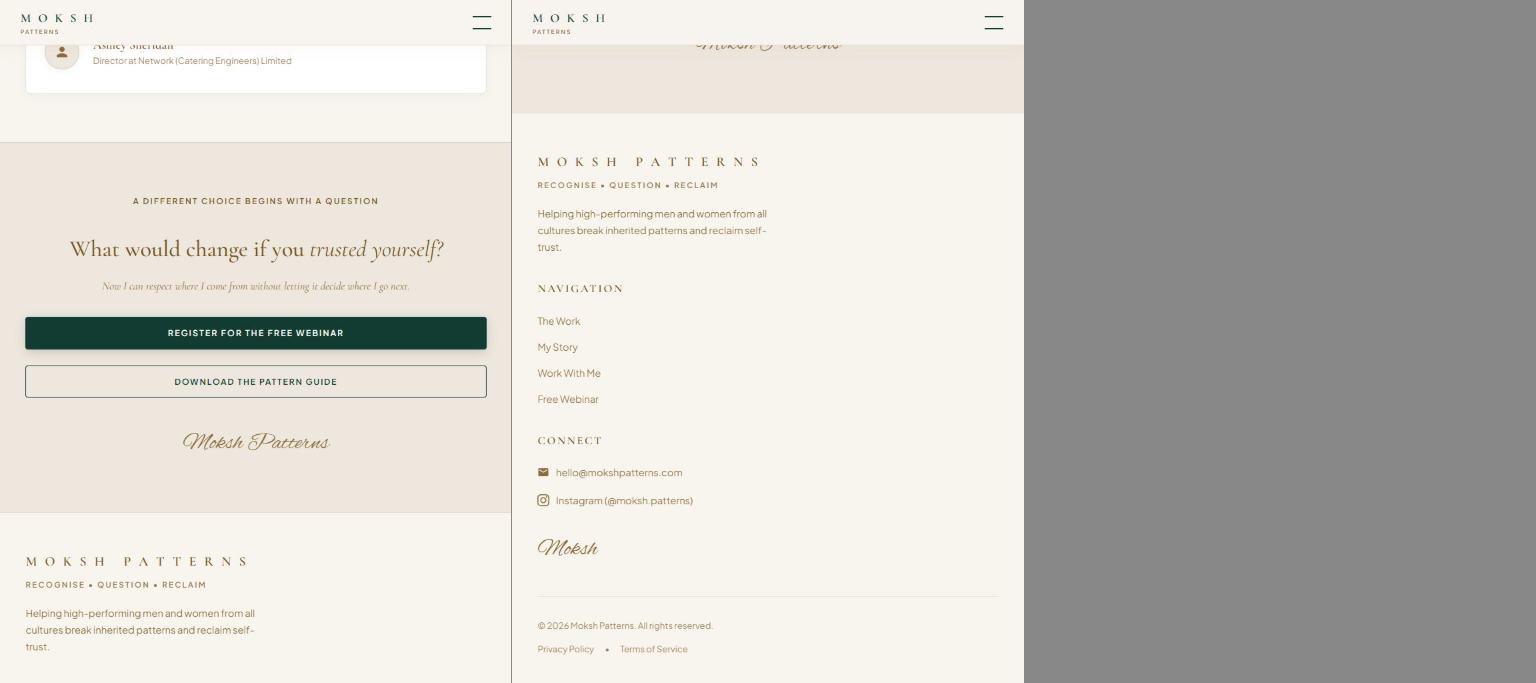 MOKSH
PATTERNS
Ashley Sheridan
Director at Network (Catering Engineers) Limited
A DIFFERENT CHOICE BEGINS WITH A QUESTION
What would change if you trusted yourself?
Now I can respect where I come from without letting it decide where I go next.
REGISTER FOR THE FREE WEBINAR
DOWNLOAD THE PATTERN GUIDE
Moksh Patterns
MOKSH PATTERNS
RECOGNISE • QUESTION • RECLAIM
Helping high-performing men and women from all
cultures break inherited patterns and reclaim self-
trust.
MOKSH
PATTERNS
Moksh Patterns
MOKSH PATTERNS
RECOGNISE • QUESTION • RECLAIM
Helping high-performing men and women from all
cultures break inherited patterns and reclaim self-
trust.
NAVIGATION
The Work
My Story
Work With Me
Free Webinar
CONNECT
hello@mokshpatterns.com
Instagram (@moksh.patterns)
Moksh
© 2026 Moksh Patterns. All rights reserved.
Privacy Policy • Terms of Service